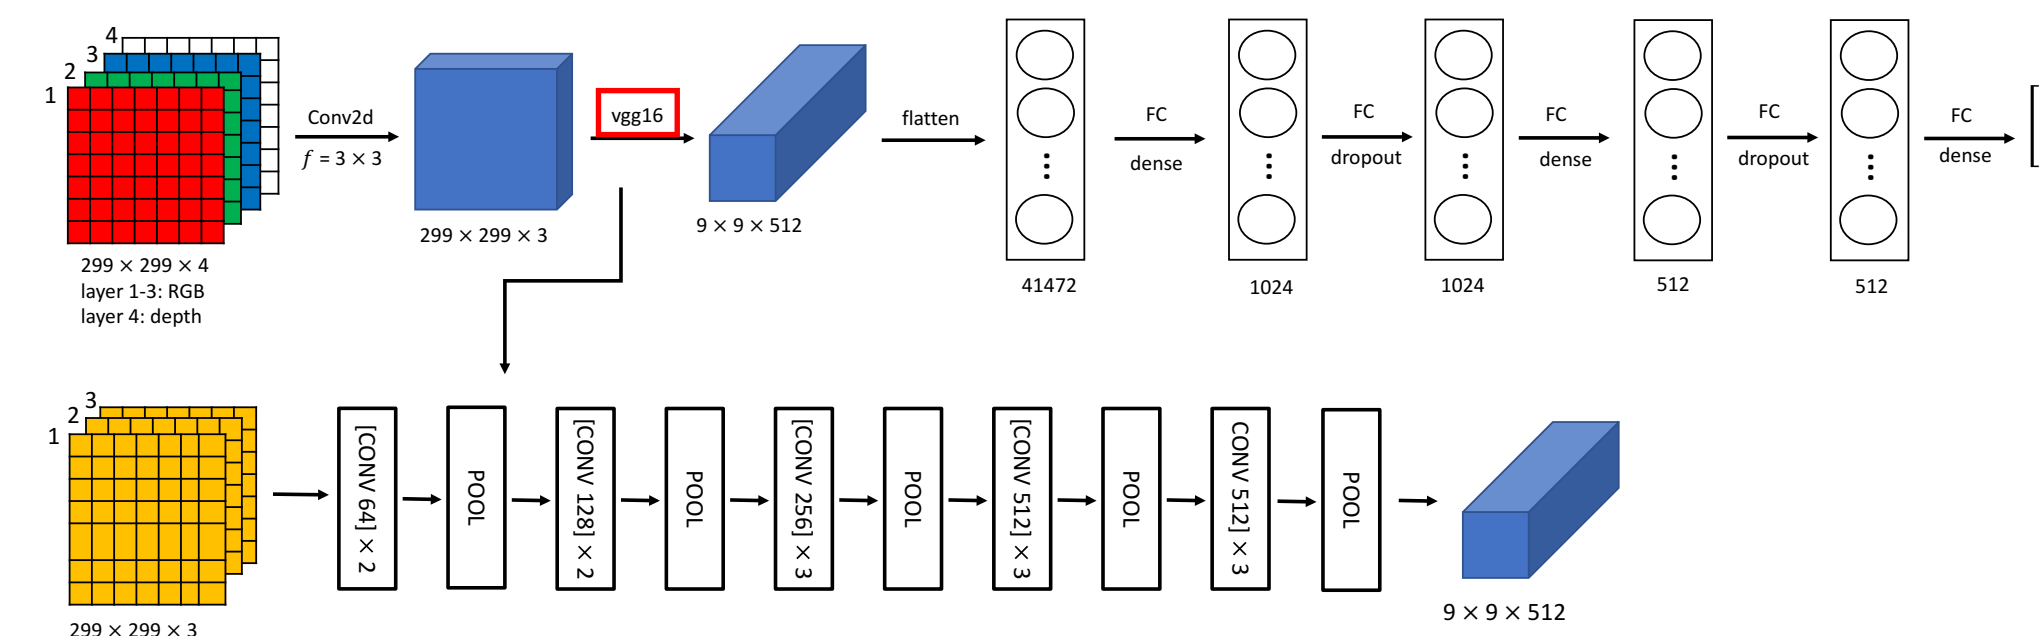 4
3
2
1
299 × 299 × 4
layer 1-3: RGB
layer 4: depth
Conv2d
f = 3 × 3
299 × 299 × 3
vgg16
9 × 9 × 512
flatten
41472
FC
dense
1024
FC
dropout
1024
FC
dense
512
FC
dropout
512
FC
dense
[
3
2
1
299 × 299 × 3
[CONV 64] × 2
POOL
[CONV 128] × 2
POOL
[CONV 256] × 3
POOL
[CONV 512] × 3
POOL
CONV 512] × 3
POOL
9 × 9 × 512